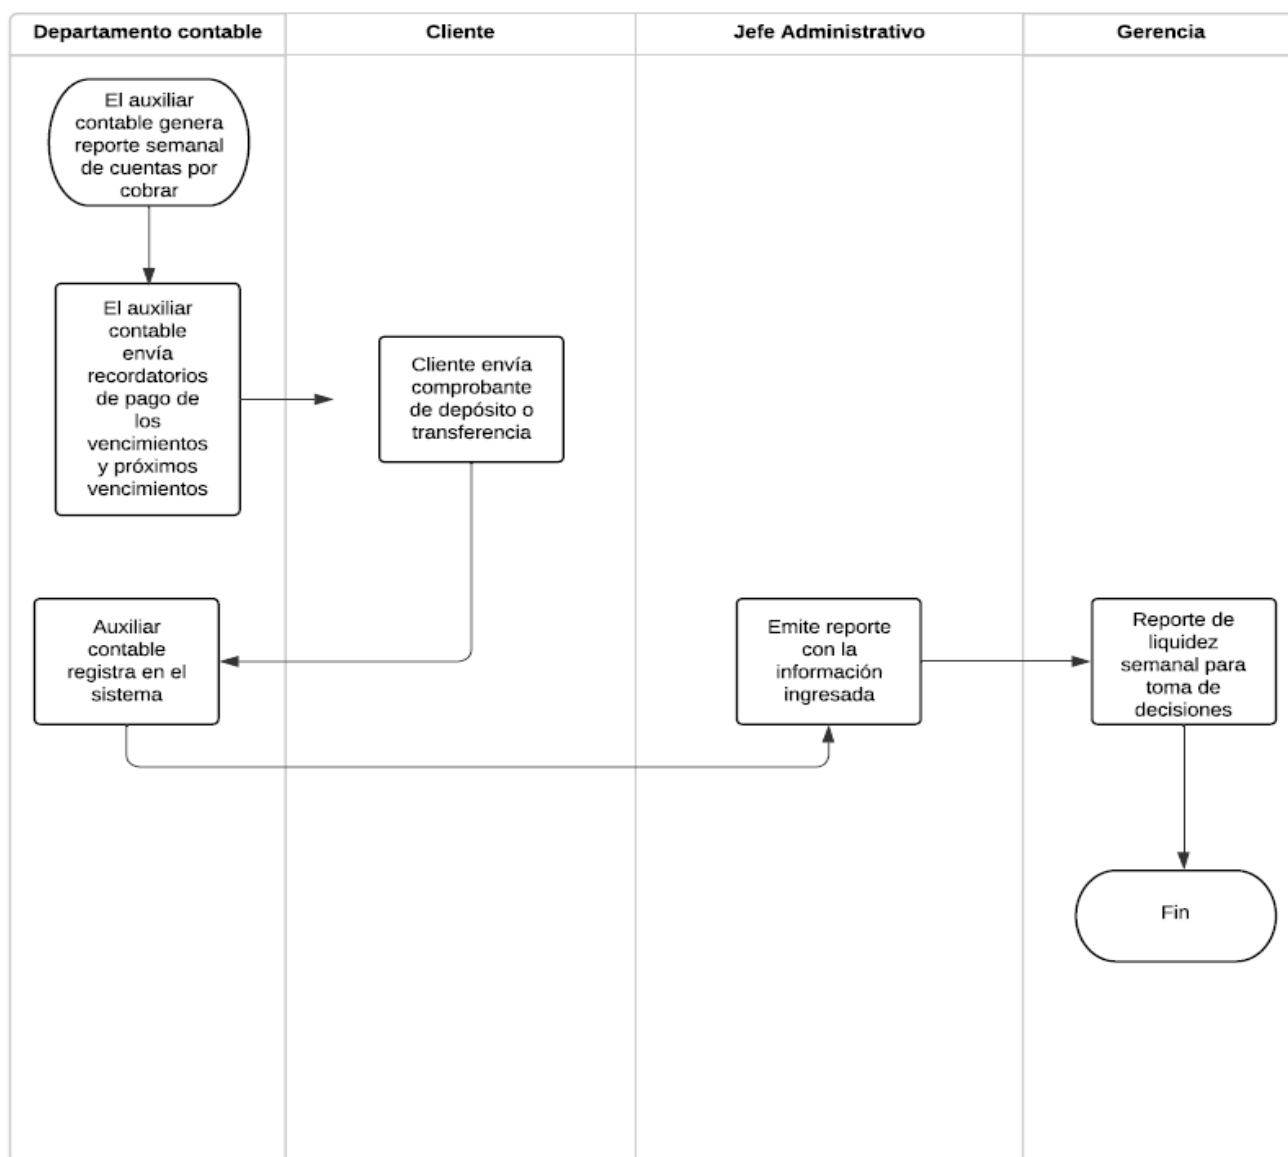 Departamento contable
Cliente
Jefe Administrativo
Gerencia
El auxiliar
contable genera
reporte semanal
de cuentas por
cobrar
El auxiliar
contable
envía
recordatorios
de pago de
los
vencimientos
y próximos
vencimientos
Cliente envía
comprobante
de depósito o
transferencia
Auxiliar
contable
registra en el
sistema
Emite reporte
con la
información
ingresada
Reporte de
liquidez
semanal para
toma de
decisiones
Fin